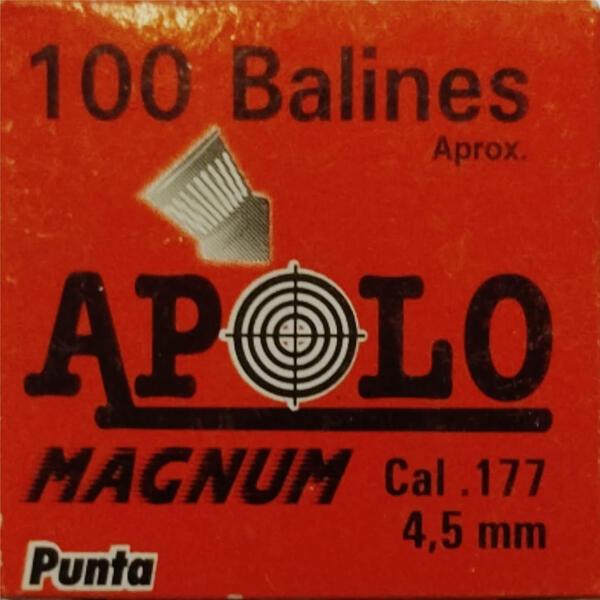 100 Balines
Aprox.
APOLO
MAGNUM
Cal .177
4,5 mm
Punta